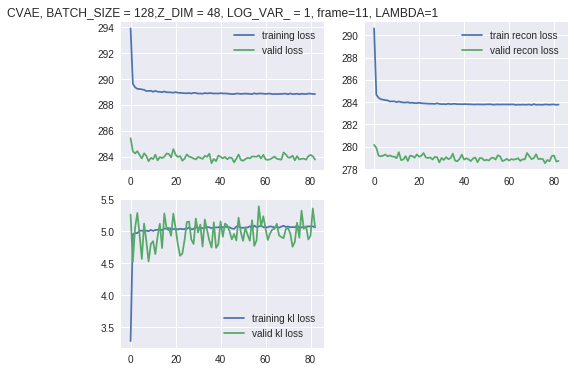 CVAE, BATCH_SIZE = 128,Z_DIM = 48, LOG_VAR_ = 1, frame=11, LAMBDA=1
294
292
290
288
286
284
0 20 40 60 80
training loss
valid loss
290
288
286
284
282
280
278
0 20 40 60 80
train recon loss
valid recon loss
5.5
5.0
4.5
4.0
3.5
0 20 40 60 80
training kl loss
valid kl loss